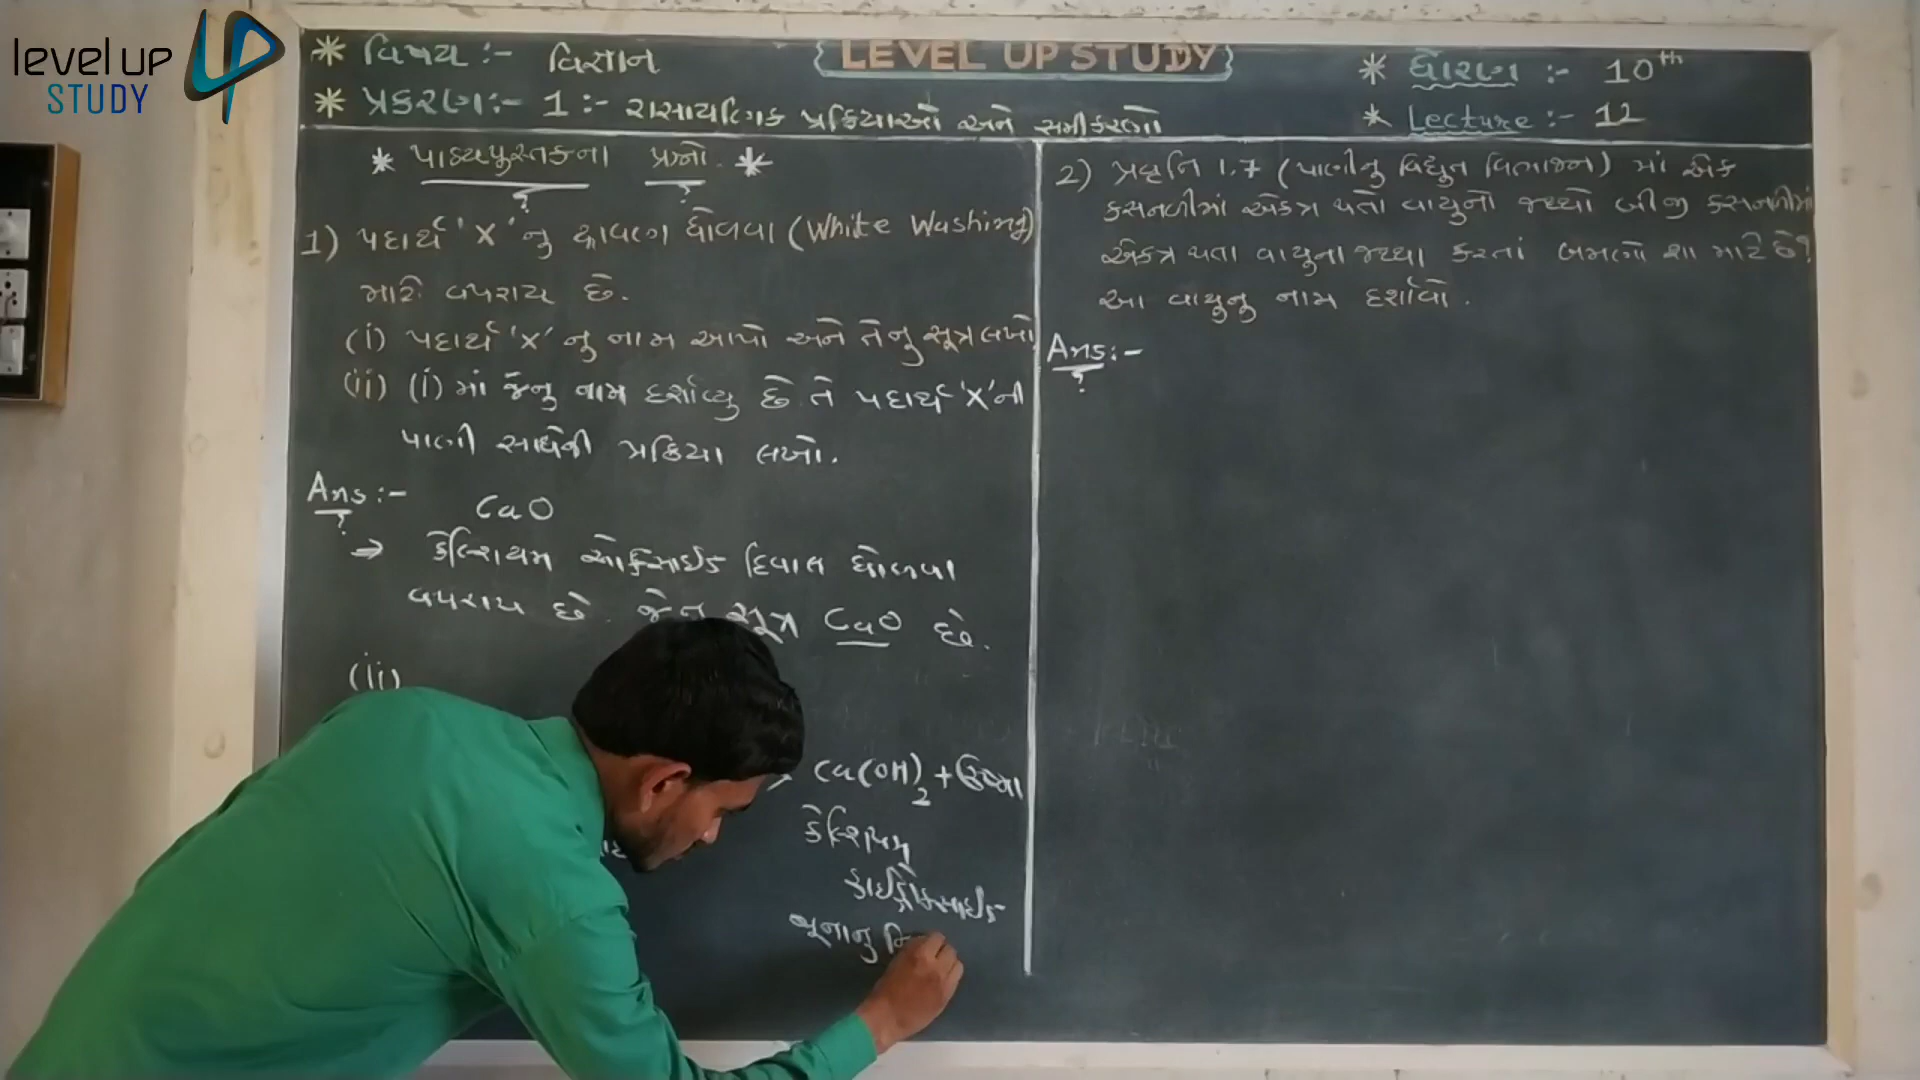 level up
STUDY
* વિષય :- વિજ્ઞાન
{ LEVEL UP STUDY }
* ધોરણ :- 10th
* પ્રકરણ :- 1 :- રાસાયણિક પ્રક્રિયાઓ અને સમીકરણો
* Lecture :- 12
* પાઠ્યપુસ્તકના પ્રશ્નો. *
1) પદાર્થ 'X' નુ દ્રાવણ ધોળવા (White Washing)
માટે વપરાય છે.
(i) પદાર્થ 'X' નુ નામ આપો અને તેનુ સૂત્ર લખો
(ii) (i) માં જેનુ નામ દર્શાવ્યુ છે તે પદાર્થ 'X' ની
પાણી સાથેની પ્રક્રિયા લખો.
Ans :-
CaO
→ કેલ્શિયમ ઓક્સાઈડ દિવાલ ધોળવા
વપરાય છે. જેનુ સૂત્ર CaO છે.
(ii)
Ca(OH)2 + ઉષ્મા
કેલ્શિયમ
હાઈડ્રોક્સાઈડ
ચૂનાનુ નિ
2) પ્રવૃત્તિ 1.7 (પાણીનુ વિદ્યુત વિભાજન) માં એક
કસનળીમાં એકત્ર થતો વાયુનો જથ્થો બીજી કસનળીમાં
એકત્ર થતા વાયુના જથ્થા કરતાં બમણો શા માટે છે?
આ વાયુનુ નામ દર્શાવો.
Ans :-